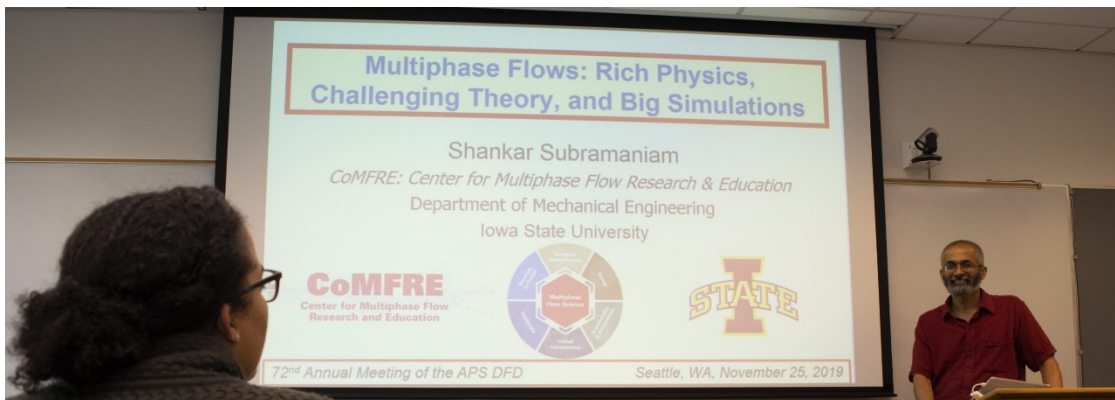 Multiphase Flows: Rich Physics,
Challenging Theory, and Big Simulations
Shankar Subramaniam
CoMFRE: Center for Multiphase Flow Research & Education
Department of Mechanical Engineering
Iowa State University
CoMFRE
Center for Multiphase Flow
Research and Education
Multiphase
Flow Science
STATE
72nd Annual Meeting of the APS DFD
Seattle, WA, November 25, 2019